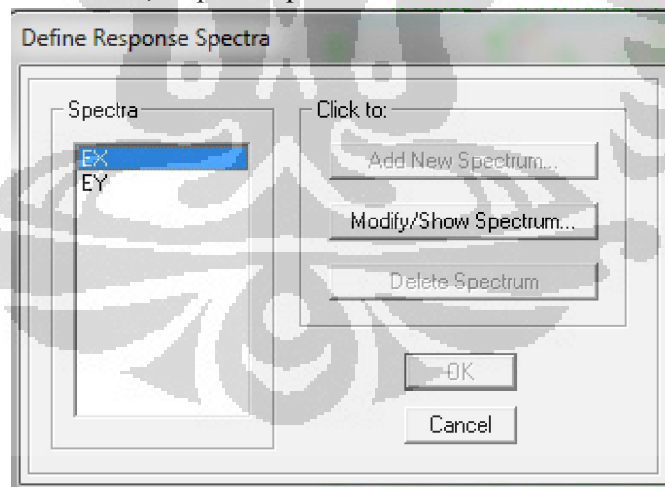 Define Response Spectra
Spectra
EX
EY
Click to:
Add New Spectrum...
Modify/Show Spectrum...
Delete Spectrum
OK
Cancel